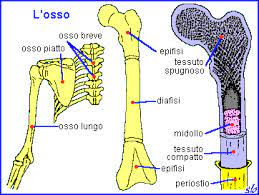 L'osso
osso breve
osso piatto
osso lungo
epifisi
diafisi
epifisi
tessuto
spugnoso
midollo
tessuto
compatto
periostio